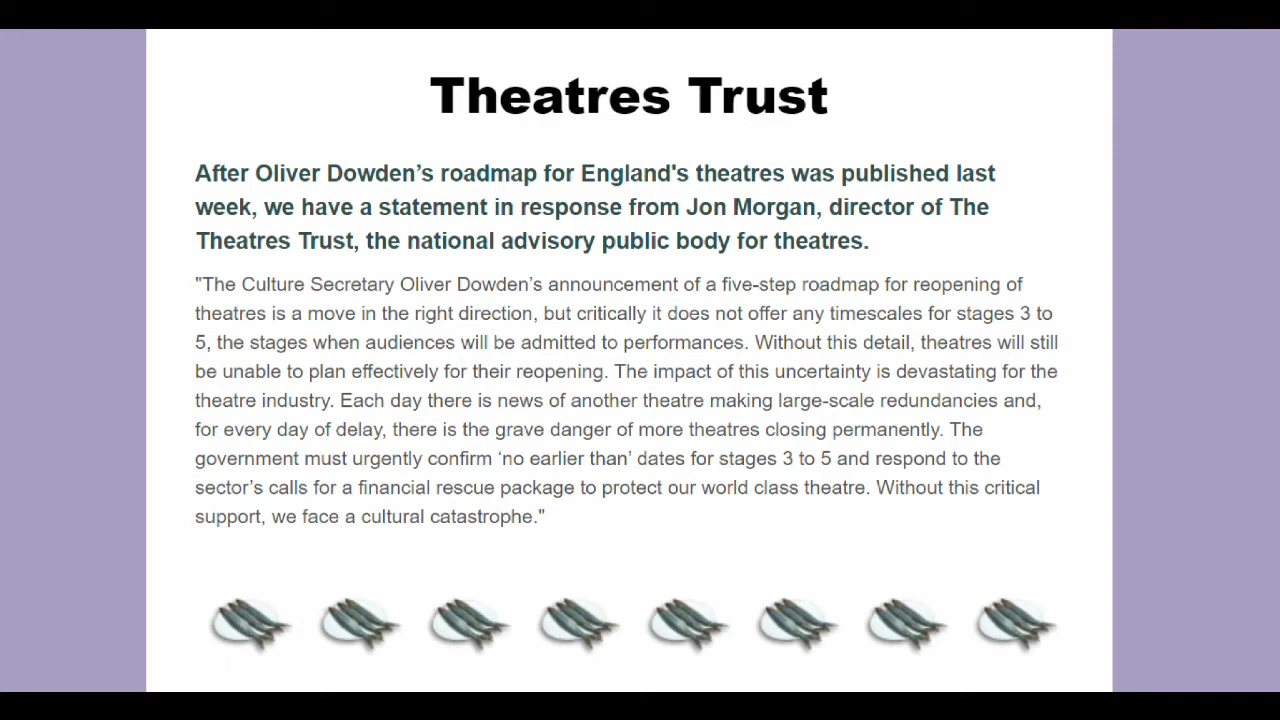 Theatres Trust
After Oliver Dowden’s roadmap for England's theatres was published last
week, we have a statement in response from Jon Morgan, director of The
Theatres Trust, the national advisory public body for theatres.
"The Culture Secretary Oliver Dowden’s announcement of a five-step roadmap for reopening of
theatres is a move in the right direction, but critically it does not offer any timescales for stages 3 to
5, the stages when audiences will be admitted to performances. Without this detail, theatres will still
be unable to plan effectively for their reopening. The impact of this uncertainty is devastating for the
theatre industry. Each day there is news of another theatre making large-scale redundancies and,
for every day of delay, there is the grave danger of more theatres closing permanently. The
government must urgently confirm ‘no earlier than’ dates for stages 3 to 5 and respond to the
sector’s calls for a financial rescue package to protect our world class theatre. Without this critical
support, we face a cultural catastrophe."